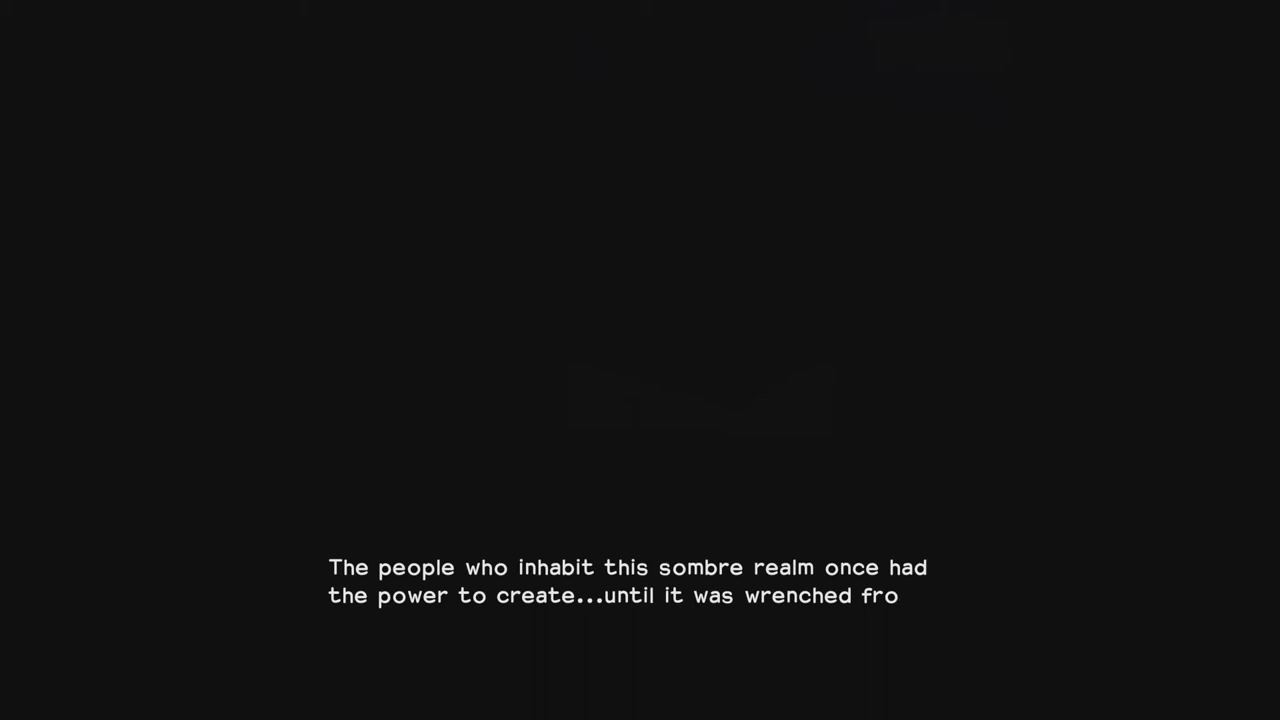 The people who inhabit this sombre realm once had
the power to create...until it was wrenched fro